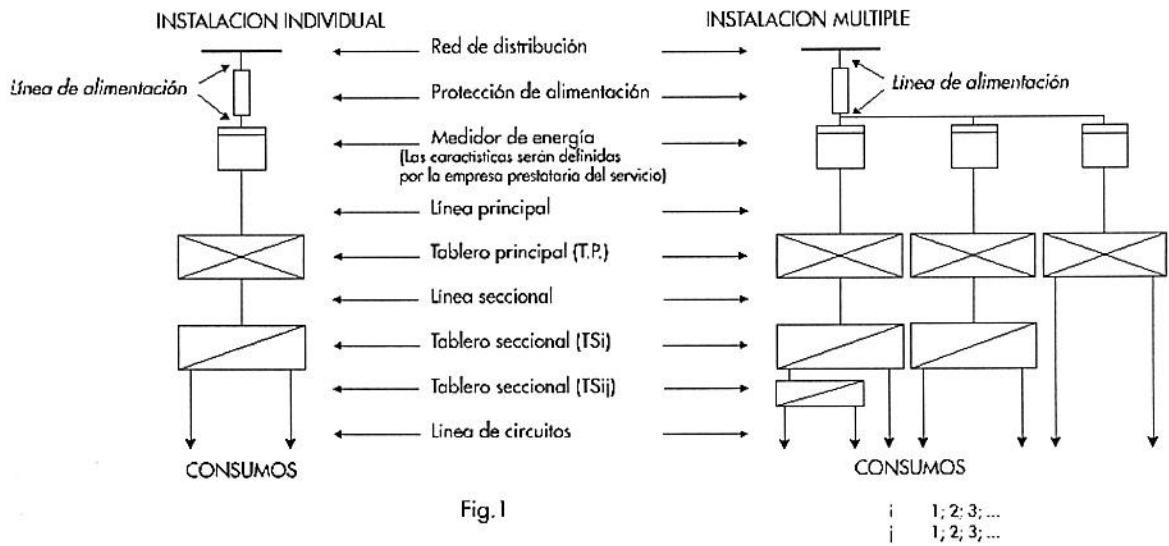 INSTALACION INDIVIDUAL
INSTALACION MULTIPLE
Red de distribución
Línea de alimentación
Línea de alimentación
Protección de alimentación
Medidor de energía
(Las caractísticas serán definidas
por la empresa prestataria del servicio)
Línea principal
Tablero principal (T.P.)
Línea seccional
Tablero seccional (TSi)
Tablero seccional (TSij)
Línea de circuitos
CONSUMOS
CONSUMOS
Fig.1
i 1; 2; 3; ...
j 1; 2; 3; ...